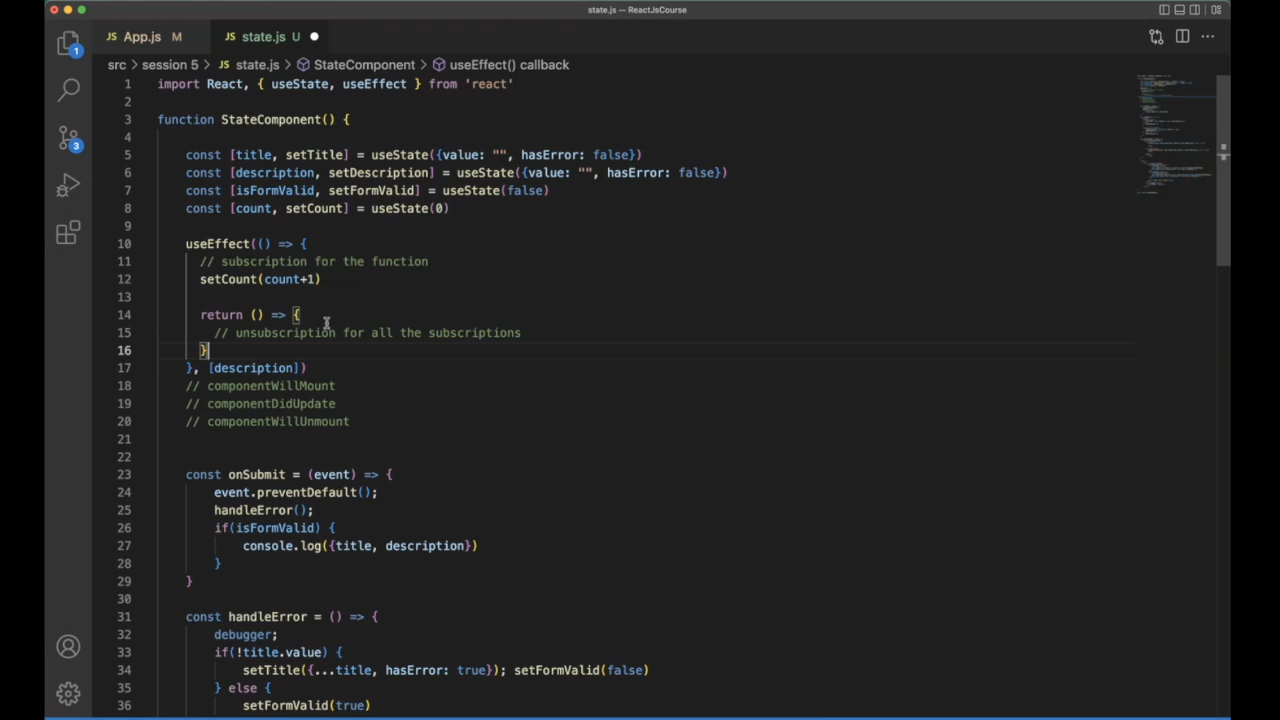 state.js — ReactJsCourse
JS App.js M JS state.js U
src > session 5 > JS state.js > StateComponent > useEffect() callback
1 import React, { useState, useEffect } from 'react'
2
3 function StateComponent() {
4
5 const [title, setTitle] = useState({value: "", hasError: false})
6 const [description, setDescription] = useState({value: "", hasError: false})
7 const [isFormValid, setFormValid] = useState(false)
8 const [count, setCount] = useState(0)
9
10 useEffect(() => {
11 // subscription for the function
12 setCount(count+1)
13
14 return () => {
15 // unsubscription for all the subscriptions
16 }
17 }, [description])
18 // componentWillMount
19 // componentDidUpdate
20 // componentWillUnmount
21
22
23 const onSubmit = (event) => {
24 event.preventDefault();
25 handleError();
26 if(isFormValid) {
27 console.log({title, description})
28 }
29 }
30
31 const handleError = () => {
32 debugger;
33 if(!title.value) {
34 setTitle({...title, hasError: true}); setFormValid(false)
35 } else {
36 setFormValid(true)
1
3